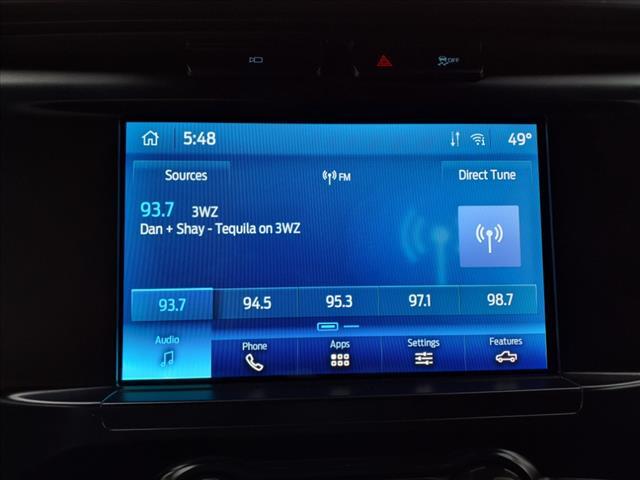 OFF
5:48 49°
Sources FM Direct Tune
93.7 3WZ
Dan + Shay - Tequila on 3WZ
93.7 94.5 95.3 97.1 98.7
Audio Phone Apps Settings Features